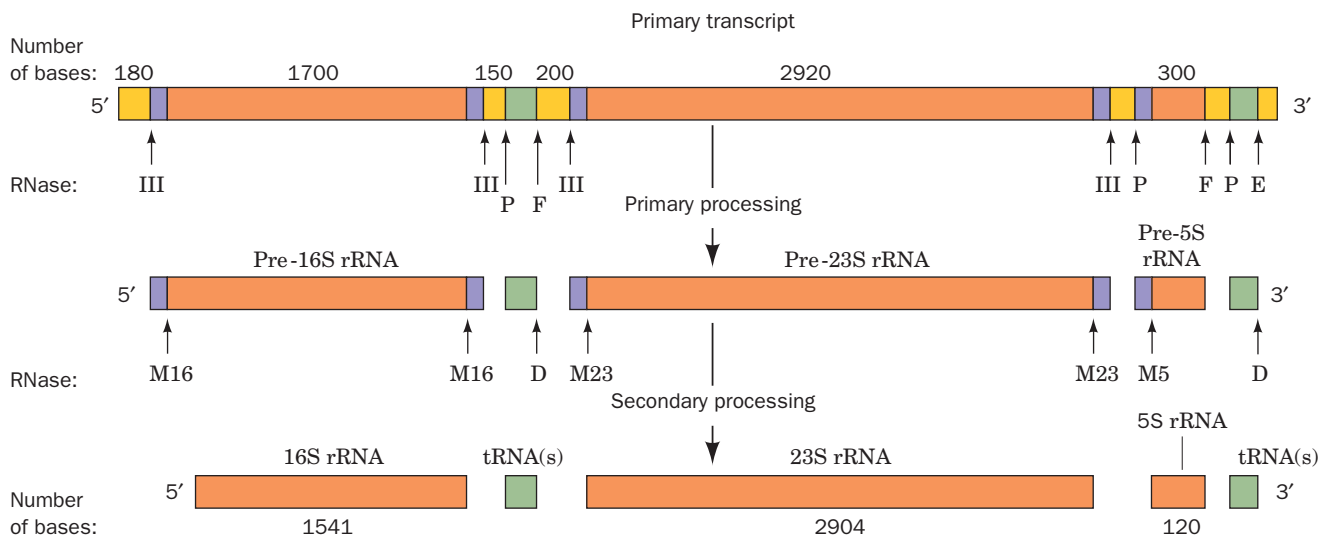 Primary transcript
Number
of bases: 180 1700 150 200 2920 300
5′ 3′
RNase: III III P F III III P F P E
Primary processing
Pre-16S rRNA Pre-23S rRNA Pre-5S
rRNA
5′ 3′
RNase: M16 M16 D M23 M23 M5 D
Secondary processing
16S rRNA tRNA(s) 23S rRNA 5S rRNA tRNA(s)
5′ 3′
Number
of bases: 1541 2904 120